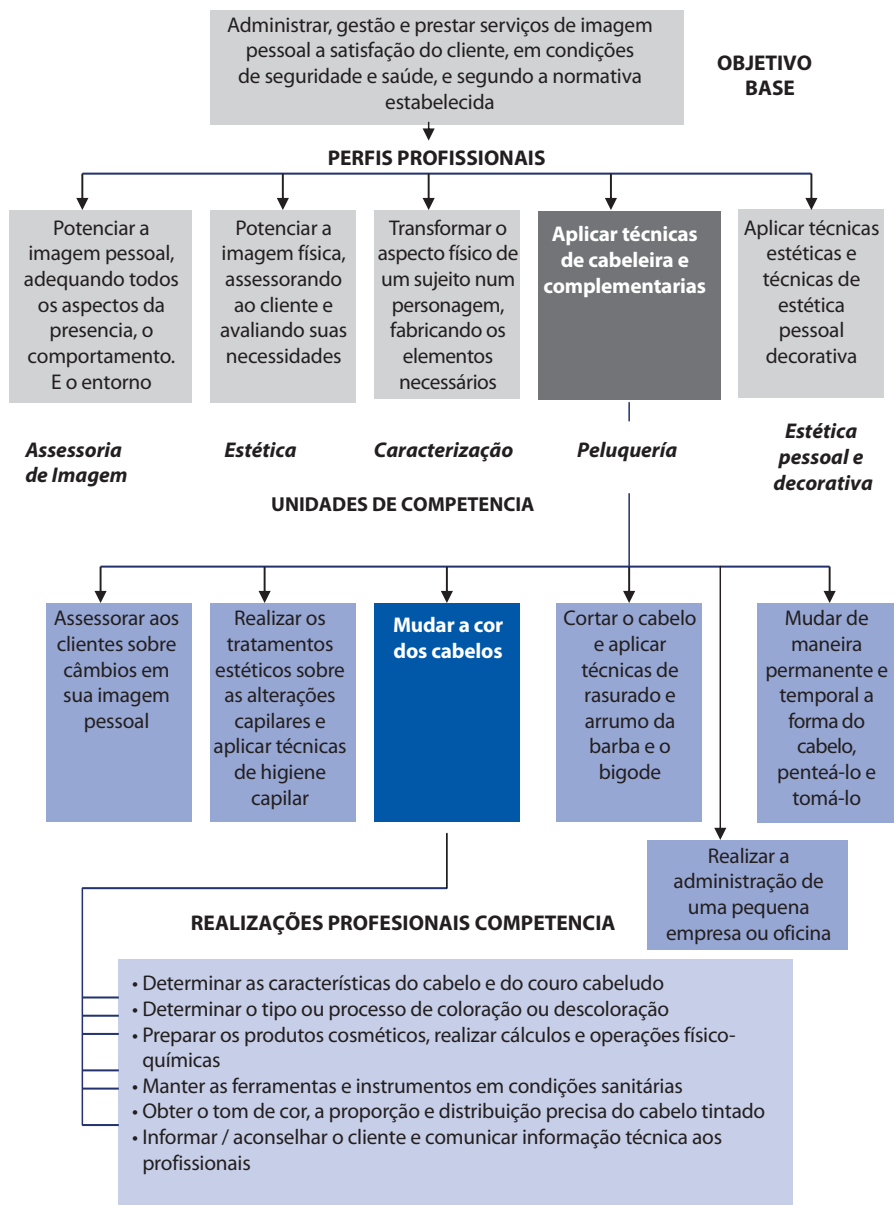 Administrar, gestão e prestar serviços de imagem
pessoal a satisfação do cliente, em condições
de seguridade e saúde, e segundo a normativa
estabelecida
OBJETIVO
BASE
PERFIS PROFISSIONAIS
Potenciar a
imagem pessoal,
adequando todos
os aspectos da
presencia, o
comportamento.
E o entorno
Potenciar a
imagem física,
assessorando
ao cliente e
avaliando suas
necessidades
Transformar o
aspecto físico de
um sujeito num
personagem,
fabricando os
elementos
necessários
Aplicar técnicas
de cabeleira e
complementarias
Aplicar técnicas
estéticas e
técnicas de
estética
pessoal
decorativa
Assessoria
de Imagem
Estética
Caracterização
Peluquería
Estética
pessoal e
decorativa
UNIDADES DE COMPETENCIA
Assessorar aos
clientes sobre
câmbios em
sua imagem
pessoal
Realizar os
tratamentos
estéticos sobre
as alterações
capilares e
aplicar técnicas
de higiene
capilar
Mudar a cor
dos cabelos
Cortar o cabelo
e aplicar
técnicas de
rasurado e
arrumo da
barba e o
bigode
Mudar de
maneira
permanente e
temporal a
forma do
cabelo,
penteá-lo e
tomá-lo
Realizar a
administração de
uma pequena
empresa ou oficina
REALIZAÇÕES PROFESIONAIS COMPETENCIA
• Determinar as características do cabelo e do couro cabeludo
• Determinar o tipo ou processo de coloração ou descoloração
• Preparar os produtos cosméticos, realizar cálculos e operações físico-
químicas
• Manter as ferramentas e instrumentos em condições sanitárias
• Obter o tom de cor, a proporção e distribuição precisa do cabelo tintado
• Informar / aconselhar o cliente e comunicar informação técnica aos
profissionais